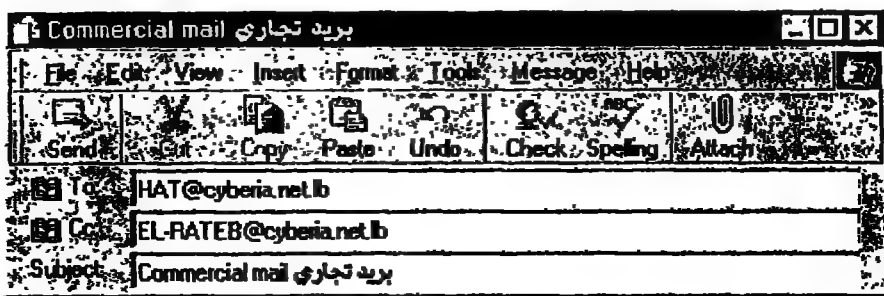 Commercial mail بريد تجاري
File Edit View Insert Format Tools Message Help
Send Cut Copy Paste Undo Check Spelling Attach
To: HAT@cyberia.net.lb
Cc: EL-RATEB@cyberia.net.lb
Subject: Commercial mail بريد تجاري